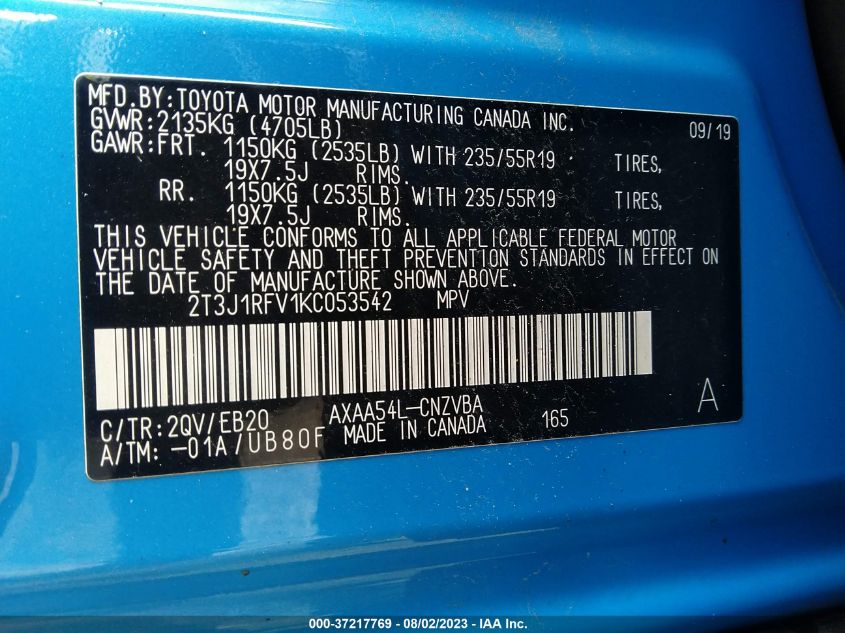 MFD.BY:TOYOTA MOTOR MANUFACTURING CANADA INC. 09/19
GVWR:2135KG (4705LB)
GAWR:FRT. 1150KG (2535LB) WITH 235/55R19 TIRES,
19X7.5J RIMS.
RR. 1150KG (2535LB) WITH 235/55R19 TIRES,
19X7.5J RIMS.
THIS VEHICLE CONFORMS TO ALL APPLICABLE FEDERAL MOTOR
VEHICLE SAFETY AND THEFT PREVENTION STANDARDS IN EFFECT ON
THE DATE OF MANUFACTURE SHOWN ABOVE.
2T3J1RFV1KC053542 MPV
A
C/TR:2QV/EB20 AXAA54L-CNZVBA 165
A/TM: -01A/UB80F MADE IN CANADA
000-37217769 - 08/02/2023 - IAA Inc.